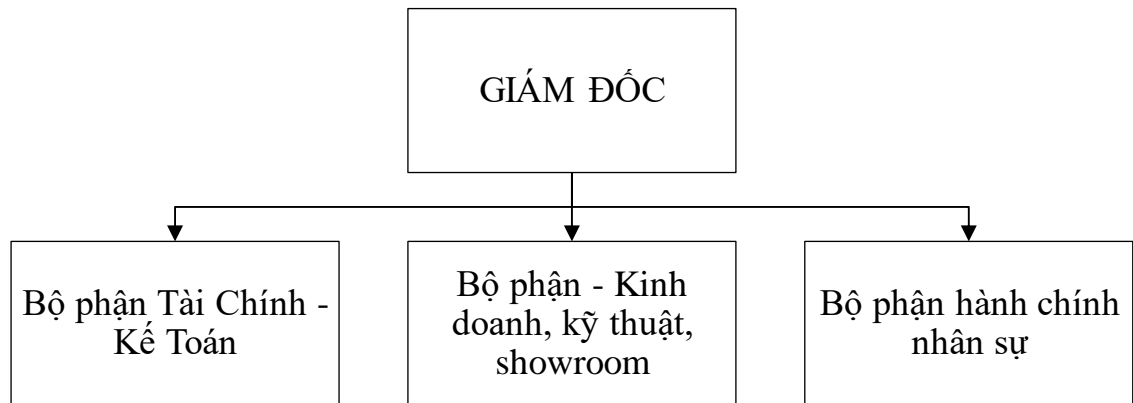 GIÁM ĐỐC
Bộ phận Tài Chính -
Kế Toán
Bộ phận - Kinh
doanh, kỹ thuật,
showroom
Bộ phận hành chính
nhân sự